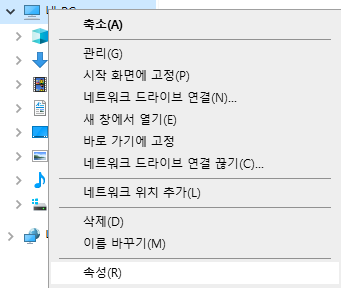 축소(A)
관리(G)
시작 화면에 고정(P)
네트워크 드라이브 연결(N)...
새 창에서 열기(E)
바로 가기에 고정
네트워크 드라이브 연결 끊기(C)...
네트워크 위치 추가(L)
삭제(D)
이름 바꾸기(M)
속성(R)